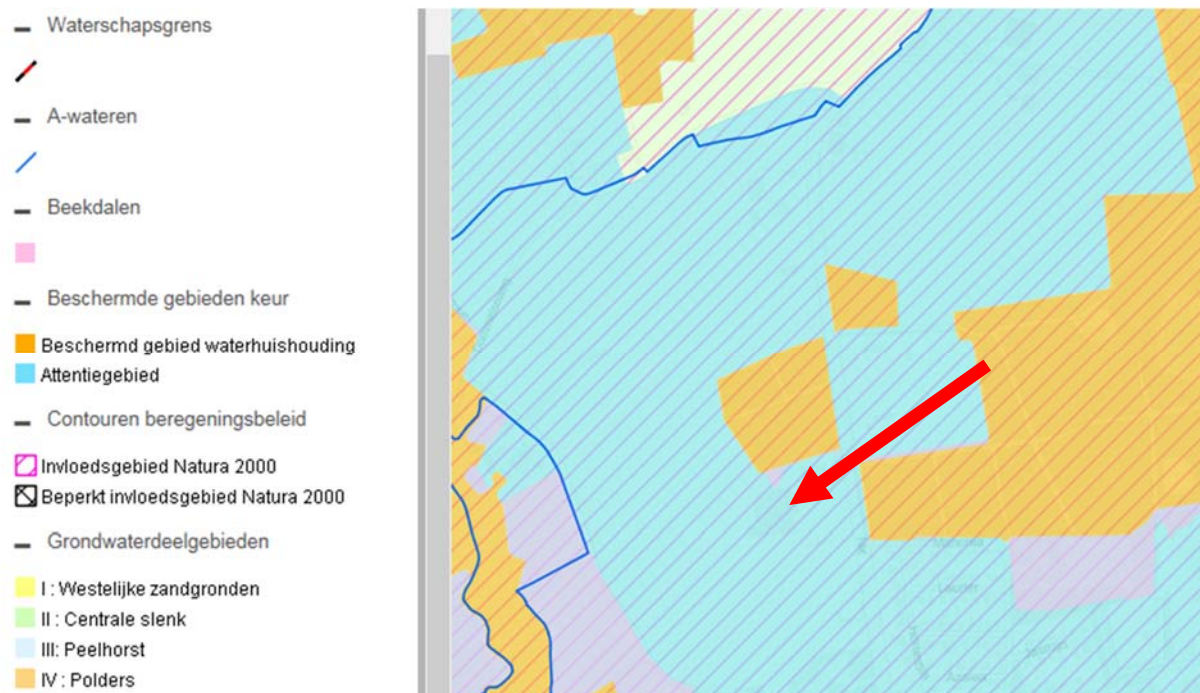 Waterschapsgrens
A-wateren
Beekdalen
Beschermde gebieden keur
Beschermd gebied waterhuishouding
Attentiegebied
Contouren beregeningsbeleid
Invloedsgebied Natura 2000
Beperkt invloedsgebied Natura 2000
Grondwaterdeelgebieden
I : Westelijke zandgronden
II : Centrale slenk
III: Peelhorst
IV : Polders